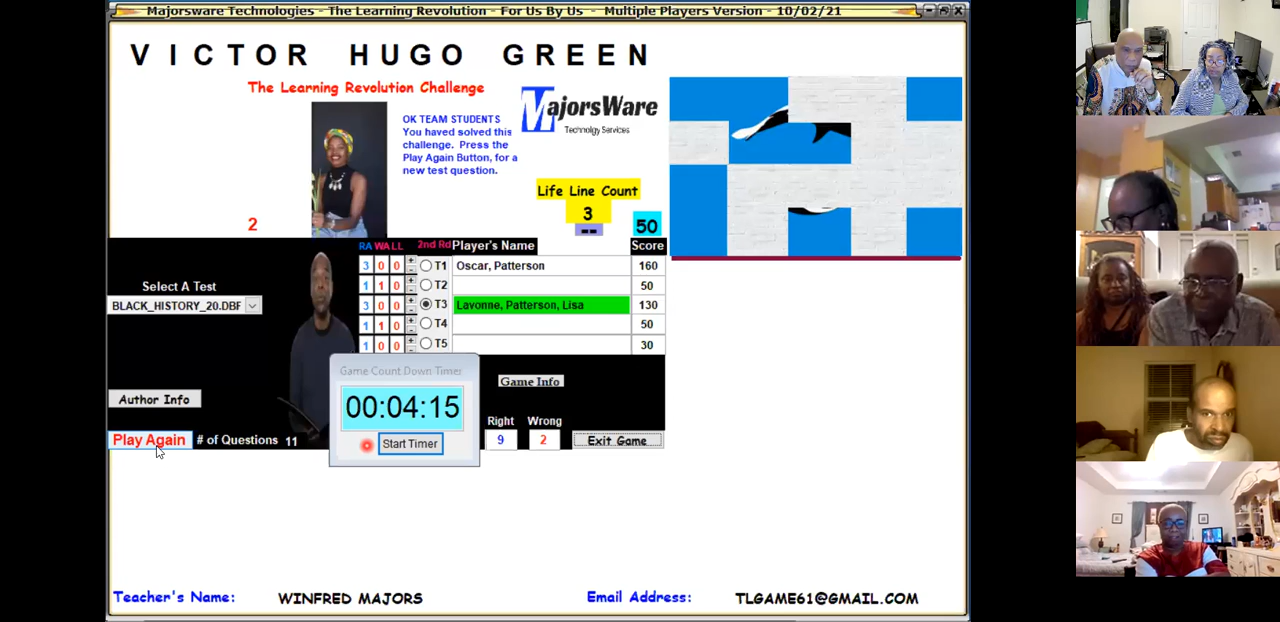 Majorsware Technologies - The Learning Revolution - For Us By Us - Multiple Players Version - 10/02/21
VICTOR HUGO GREEN
The Learning Revolution Challenge
OK TEAM STUDENTS
You haved solved this
challenge. Press the
Play Again Button, for a
new test question.
MajorsWare
Technolgy Services
Life Line Count
3
--
50
2
RA WA LL 2nd Rd Player's Name Score
3 0 0 + - T1 Oscar, Patterson 160
1 1 0 + - T2 50
3 0 0 + - T3 Lavonne, Patterson, Lisa 130
1 1 0 + - T4 50
1 0 0 + - T5 30
Select A Test
BLACK_HISTORY_20.DBF
Game Count Down Timer
00:04:15
Start Timer
Game Info
Author Info
Right Wrong
9 2
Play Again # of Questions 11
Exit Game
Teacher's Name: WINFRED MAJORS Email Address: TLGAME61@GMAIL.COM